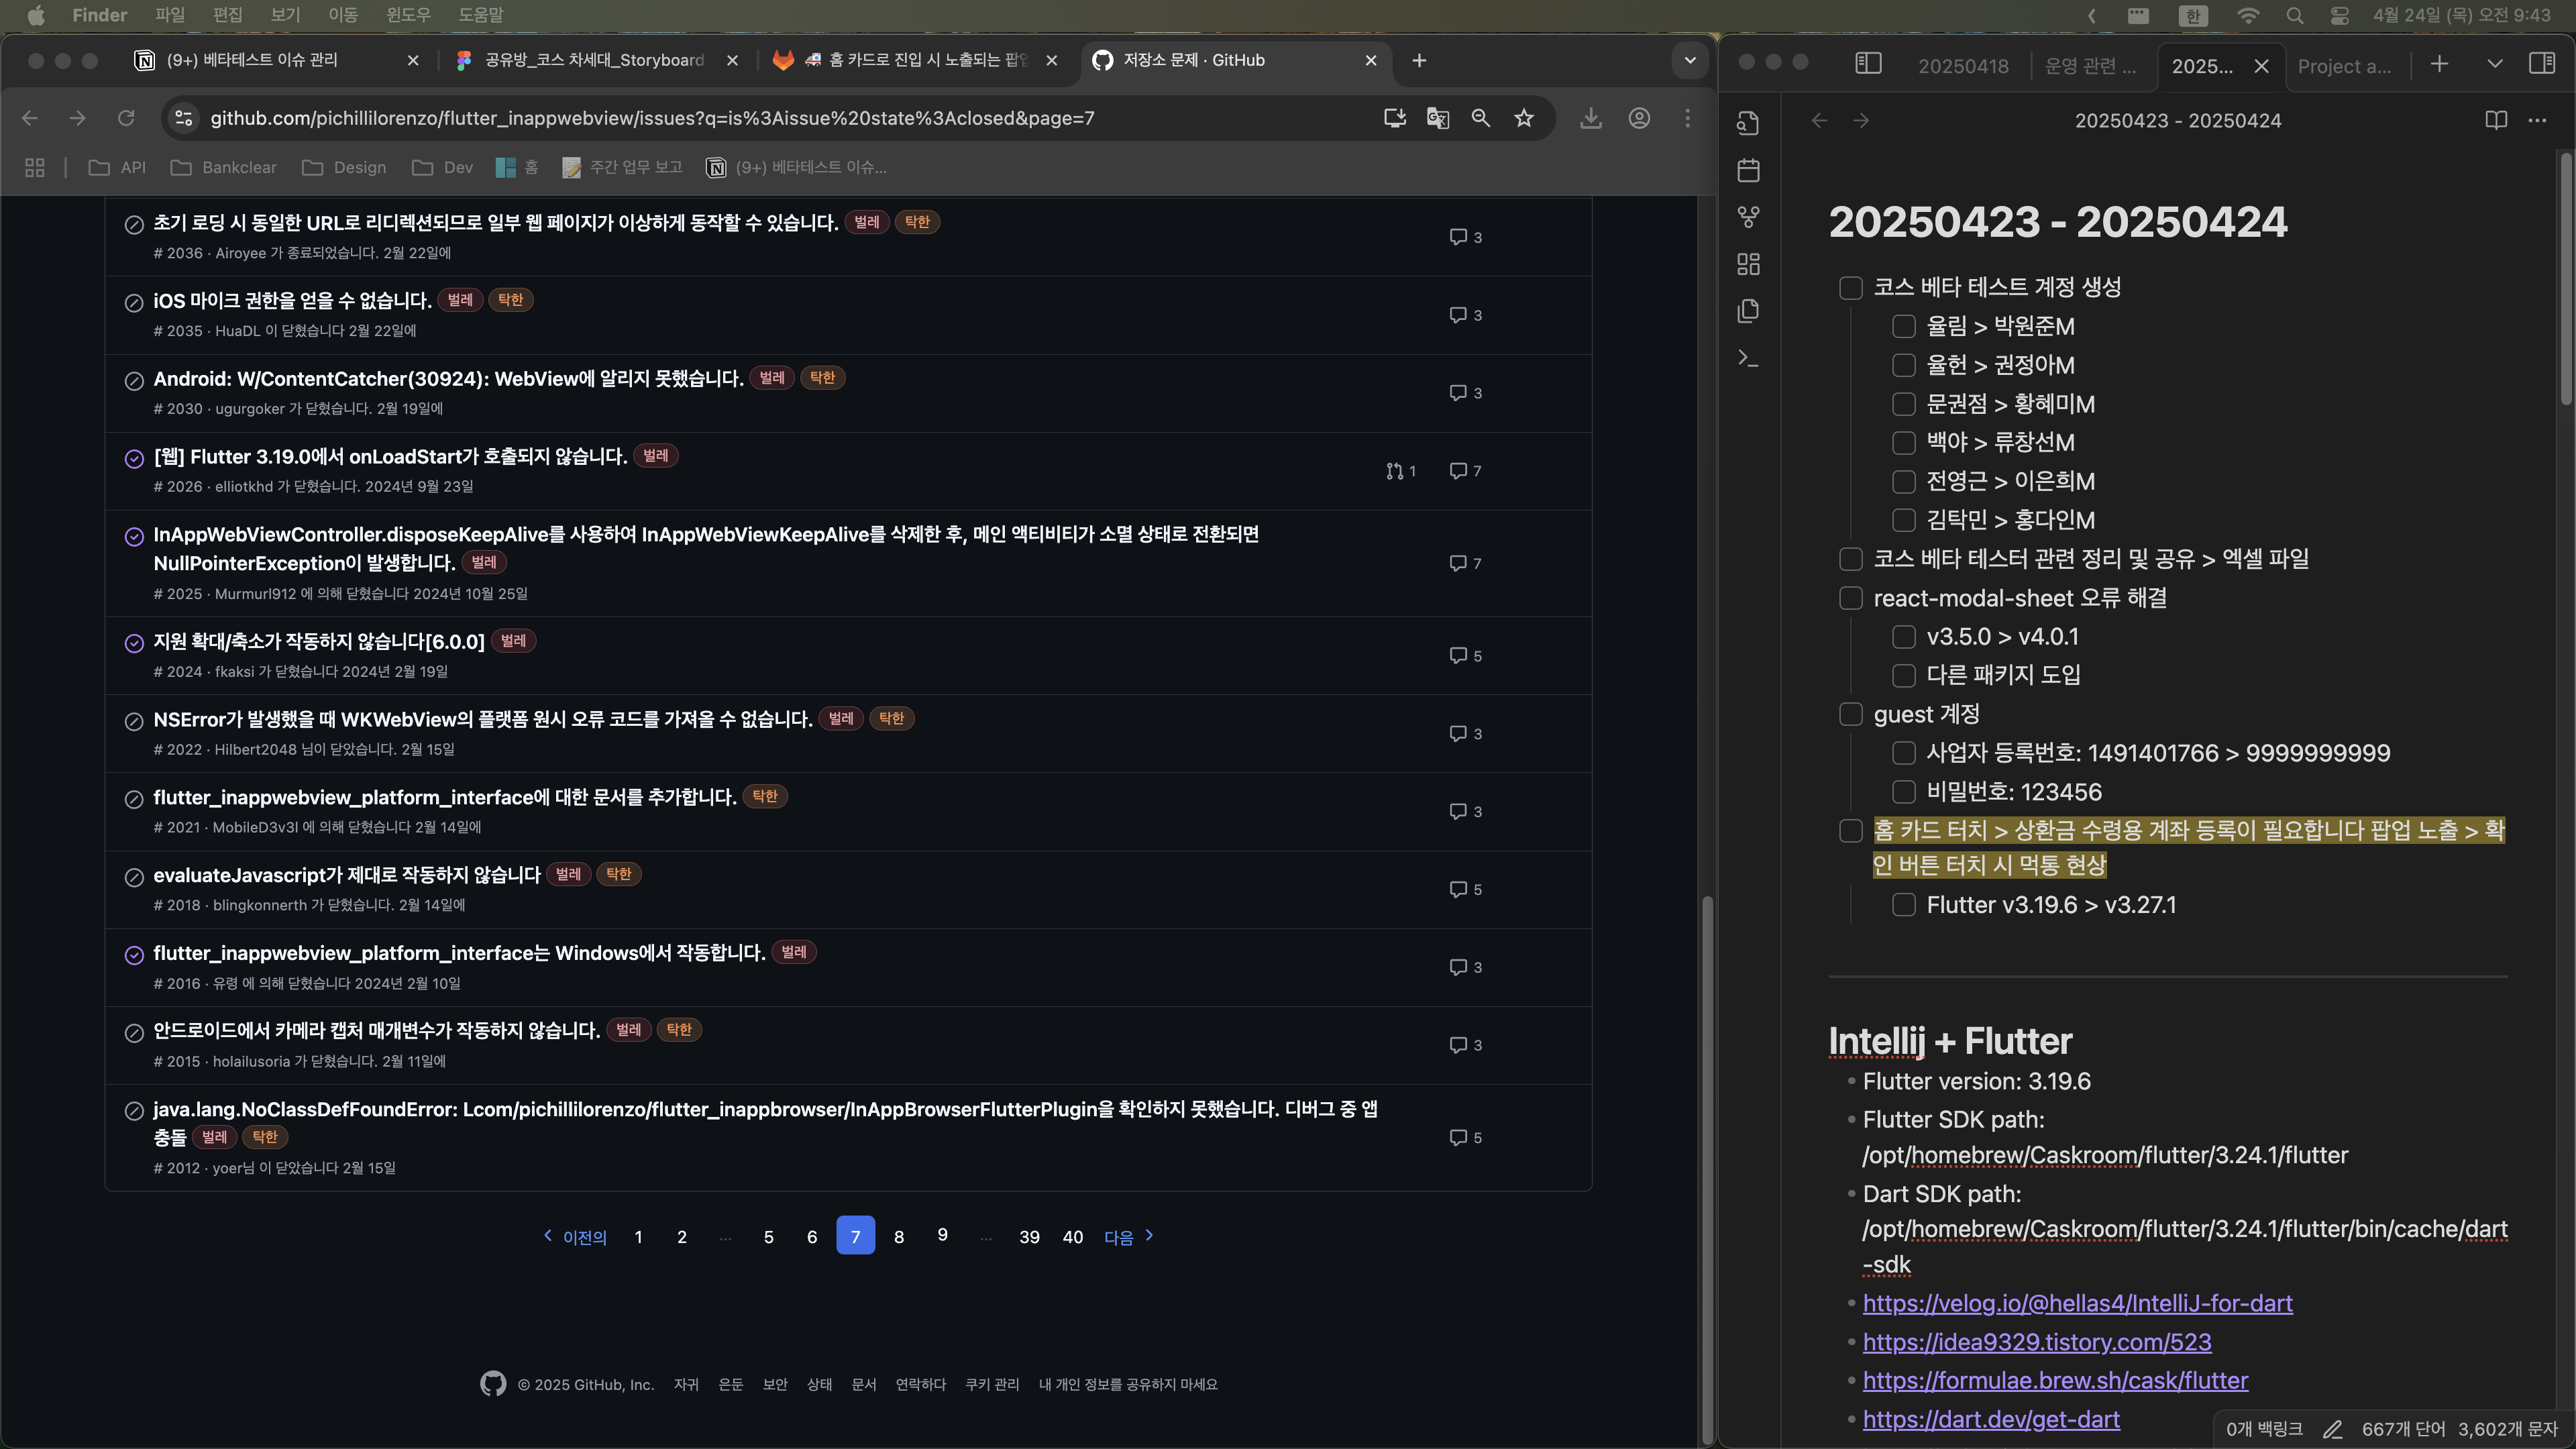 Finder 파일 편집 보기 이동 윈도우 도움말
한 4월 24일 (목) 오전 9:43
(9+) 베타테스트 이슈 관리
공유방_코스 차세대_Storyboard
홈 카드로 진입 시 노출되는 팝업
저장소 문제 · GitHub
github.com/pichillilorenzo/flutter_inappwebview/issues?q=is%3Aissue%20state%3Aclosed&page=7
API Bankclear Design Dev 홈 주간 업무 보고 (9+) 베타테스트 이슈...
초기 로딩 시 동일한 URL로 리디렉션되므로 일부 웹 페이지가 이상하게 동작할 수 있습니다. 벌레 탁한
3
# 2036 · Airoyee 가 종료되었습니다. 2월 22일에
iOS 마이크 권한을 얻을 수 없습니다. 벌레 탁한
3
# 2035 · HuaDL 이 닫혔습니다 2월 22일에
Android: W/ContentCatcher(30924): WebView에 알리지 못했습니다. 벌레 탁한
3
# 2030 · ugurgoker 가 닫혔습니다. 2월 19일에
[웹] Flutter 3.19.0에서 onLoadStart가 호출되지 않습니다. 벌레
1 7
# 2026 · elliotkhd 가 닫혔습니다. 2024년 9월 23일
InAppWebViewController.disposeKeepAlive를 사용하여 InAppWebViewKeepAlive를 삭제한 후, 메인 액티비티가 소멸 상태로 전환되면
NullPointerException이 발생합니다. 벌레
7
# 2025 · Murmurl912 에 의해 닫혔습니다 2024년 10월 25일
지원 확대/축소가 작동하지 않습니다[6.0.0] 벌레
5
# 2024 · fkaksi 가 닫혔습니다 2024년 2월 19일
NSError가 발생했을 때 WKWebView의 플랫폼 원시 오류 코드를 가져올 수 없습니다. 벌레 탁한
3
# 2022 · Hilbert2048 님이 닫았습니다. 2월 15일
flutter_inappwebview_platform_interface에 대한 문서를 추가합니다. 탁한
3
# 2021 · MobileD3v3l 에 의해 닫혔습니다 2월 14일에
evaluateJavascript가 제대로 작동하지 않습니다 벌레 탁한
5
# 2018 · blingkonnerth 가 닫혔습니다. 2월 14일에
flutter_inappwebview_platform_interface는 Windows에서 작동합니다. 벌레
3
# 2016 · 유령 에 의해 닫혔습니다 2024년 2월 10일
안드로이드에서 카메라 캡처 매개변수가 작동하지 않습니다. 벌레 탁한
3
# 2015 · holailusoria 가 닫혔습니다. 2월 11일에
java.lang.NoClassDefFoundError: Lcom/pichillilorenzo/flutter_inappbrowser/InAppBrowserFlutterPlugin을 확인하지 못했습니다. 디버그 중 앱
충돌 벌레 탁한
5
# 2012 · yoer님 이 닫았습니다 2월 15일
이전의 1 2 ... 5 6 7 8 9 ... 39 40 다음
© 2025 GitHub, Inc. 자귀 은둔 보안 상태 문서 연락하다 쿠키 관리 내 개인 정보를 공유하지 마세요
20250418 운영 관련 ... 2025... Project a...
20250423 - 20250424
20250423 - 20250424
코스 베타 테스트 계정 생성
율림 > 박원준M
율헌 > 권정아M
문권점 > 황혜미M
백야 > 류창선M
전영근 > 이은희M
김탁민 > 홍다인M
코스 베타 테스터 관련 정리 및 공유 > 엑셀 파일
react-modal-sheet 오류 해결
v3.5.0 > v4.0.1
다른 패키지 도입
guest 계정
사업자 등록번호: 1491401766 > 9999999999
비밀번호: 123456
홈 카드 터치 > 상환금 수령용 계좌 등록이 필요합니다 팝업 노출 > 확
인 버튼 터치 시 먹통 현상
Flutter v3.19.6 > v3.27.1
Intellij + Flutter
Flutter version: 3.19.6
Flutter SDK path:
/opt/homebrew/Caskroom/flutter/3.24.1/flutter
Dart SDK path:
/opt/homebrew/Caskroom/flutter/3.24.1/flutter/bin/cache/dart
-sdk
https://velog.io/@hellas4/IntelliJ-for-dart
https://idea9329.tistory.com/523
https://formulae.brew.sh/cask/flutter
https://dart.dev/get-dart
0개 백링크 667개 단어 3,602개 문자